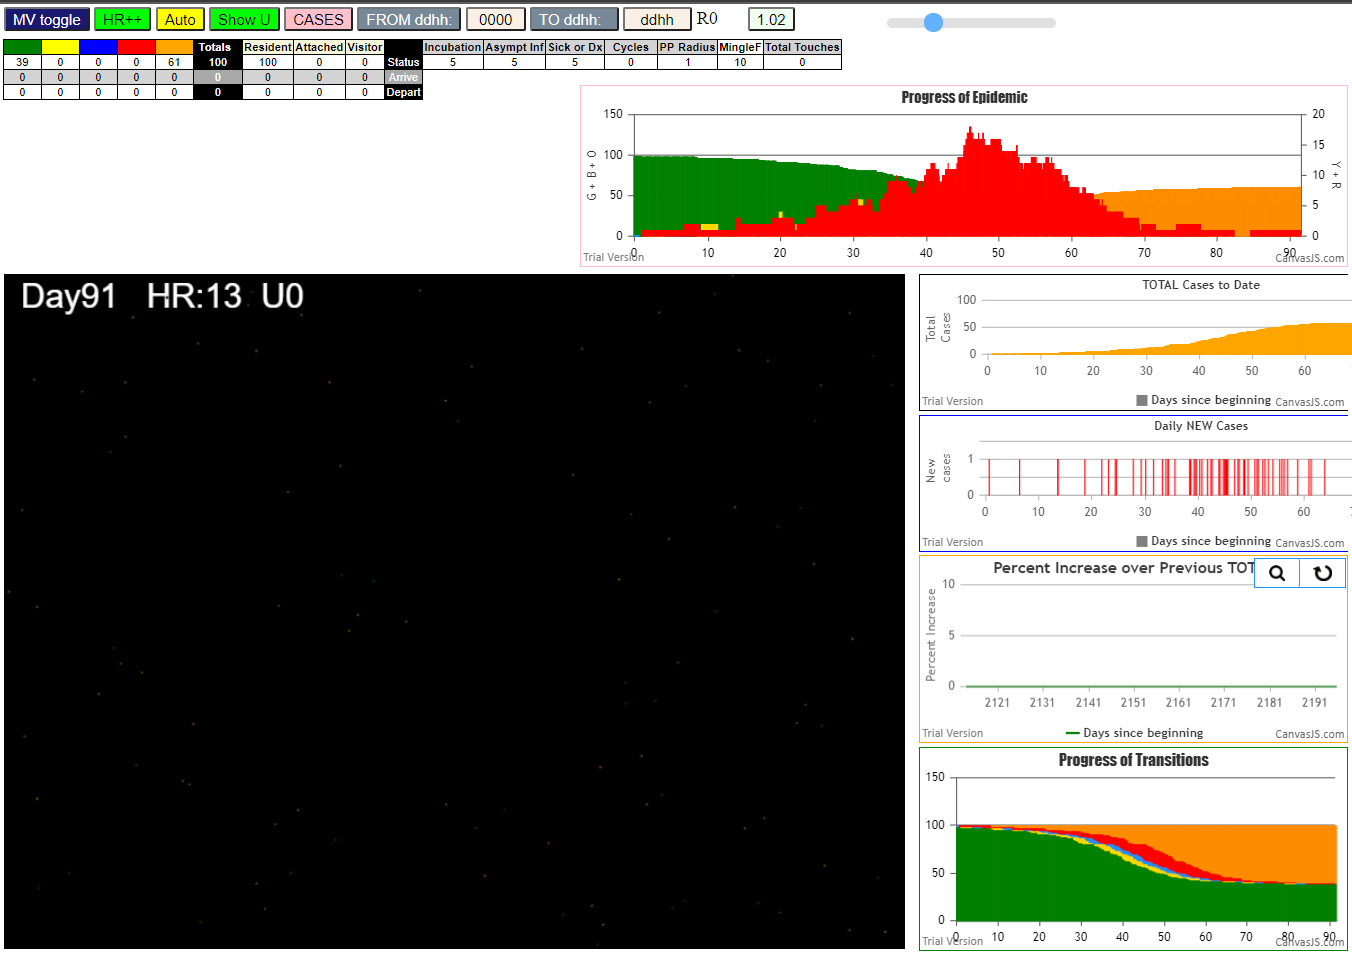 MV toggle HR++ Auto Show U CASES FROM ddhh: 0000 TO ddhh: ddhh R0 1.02
Totals Resident Attached Visitor Incubation Asympt Inf Sick or Dx Cycles PP Radius MingleF Total Touches
39 0 0 0 61 100 100 0 0 Status 5 5 5 0 1 10 0
0 0 0 0 0 0 0 0 0 Arrive
0 0 0 0 0 0 0 0 0 Depart
Progress of Epidemic
150 20
15
100
10
50
5
0 0
G + B + O
Y + R
0 10 20 30 40 50 60 70 80 90
Trial Version CanvasJS.com
Day91 HR:13 U0
TOTAL Cases to Date
100
50
0
Total
Cases
0 10 20 30 40 50 60
Days since beginning
Trial Version CanvasJS.com
Daily NEW Cases
1
0
New
cases
0 10 20 30 40 50 60
Days since beginning
Trial Version CanvasJS.com
Percent Increase over Previous TOT
10
5
0
Percent Increase
2121 2131 2141 2151 2161 2171 2181 2191
Days since beginning
Trial Version CanvasJS.com
Progress of Transitions
150
100
50
0
0 10 20 30 40 50 60 70 80 90
Trial Version CanvasJS.com